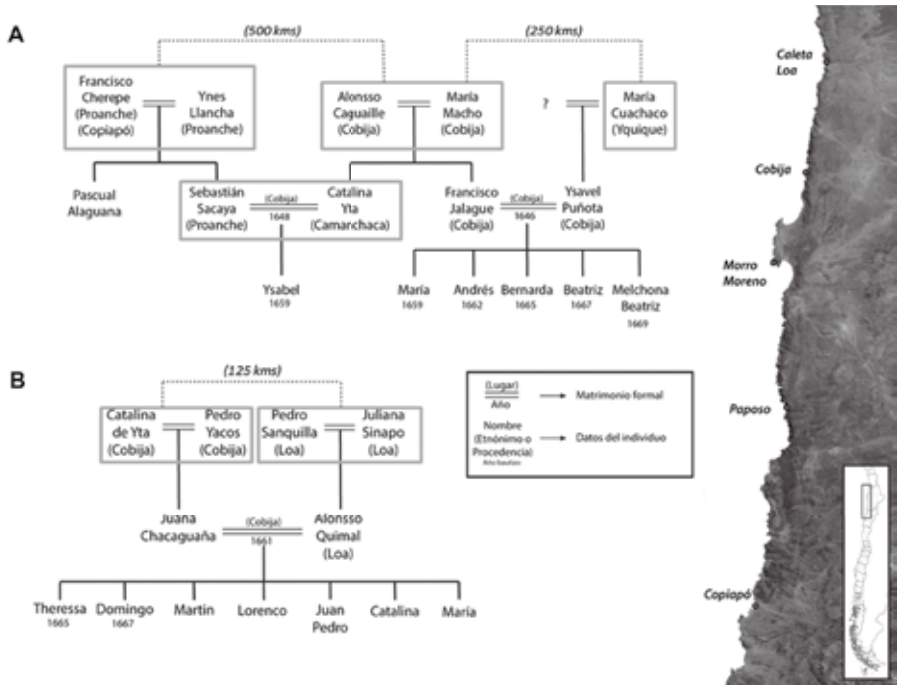 A
(500 kms)
(250 kms)
Francisco
Cherepe
(Proanche)
(Copiapó)
Ynes
Llancha
(Proanche)
Alonsso
Caguaille
(Cobija)
María
Macho
(Cobija)
?
María
Cuachaco
(Yquique)
Pascual
Alaguana
Sebastián
Sacaya
(Proanche)
(Cobija)
1648
Catalina
Yta
(Camarchaca)
Francisco
Jalague
(Cobija)
(Cobija)
1646
Ysavel
Puñota
(Cobija)
Ysabel
1659
María
1659
Andrés
1662
Bernarda
1665
Beatriz
1667
Melchona
Beatriz
1669
B
(125 kms)
Catalina
de Yta
(Cobija)
Pedro
Yacos
(Cobija)
Pedro
Sanquilla
(Loa)
Juliana
Sinapo
(Loa)
Juana
Chacaguaña
(Cobija)
1661
Alonsso
Quimal
(Loa)
Theressa
1665
Domingo
1667
Martin
Lorenco
Juan
Pedro
Catalina
María
(Lugar)
Año
Matrimonio formal
Nombre
(Etnónimo o
Procedencia)
Año bautizo
Datos del individuo
Caleta
Loa
Cobija
Morro
Moreno
Paposo
Copiapó